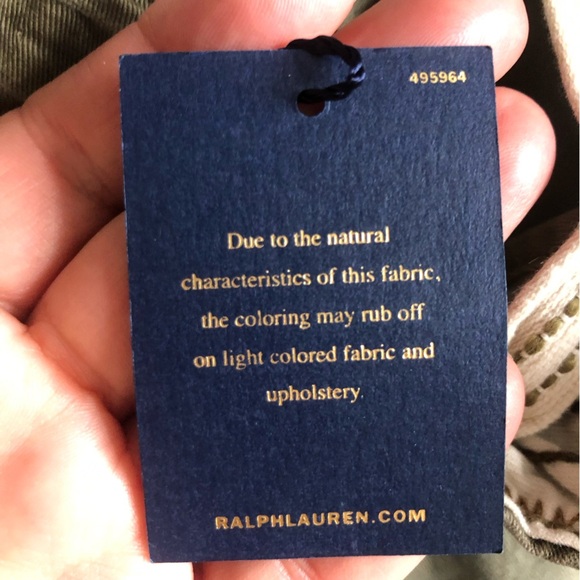 495964
Due to the natural
characteristics of this fabric,
the coloring may rub off
on light colored fabric and
upholstery.
RALPHLAUREN.COM